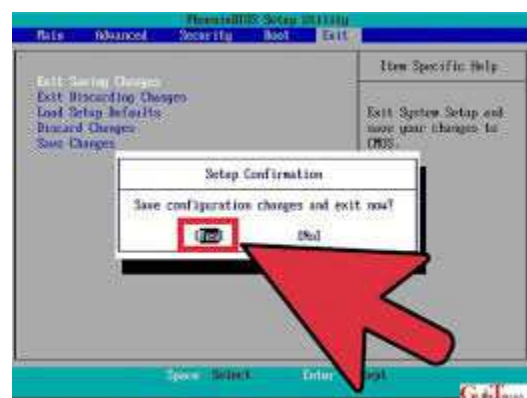 PhoenixBIOS Setup Utility
Main Advanced Security Boot Exit
Item Specific Help
Exit Saving Changes
Exit Discarding Changes
Load Setup Defaults
Discard Changes
Save Changes
Exit System Setup and
save your changes to
CMOS.
Setup Confirmation
Save configuration changes and exit now?
[Yes] [No]
Space Select Enter